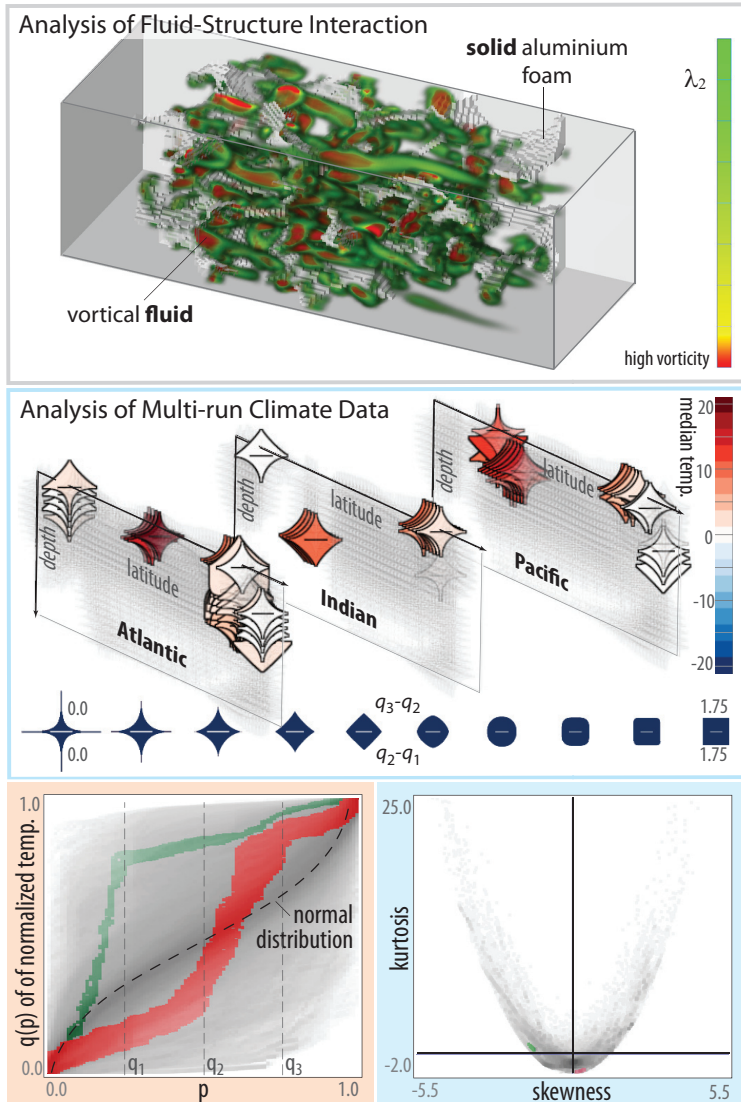 Analysis of Fluid-Structure Interaction
solid aluminium
foam
λ2
vortical fluid
high vorticity
Analysis of Multi-run Climate Data
median temp.
20
10
0
-10
-20
depth
latitude
Atlantic
depth
latitude
Indian
depth
latitude
Pacific
0.0
q3-q2
1.75
0.0
q2-q1
1.75
q(p) of of normalized temp.
1.0
normal
distribution
0.0
q1
q2
q3
0.0
p
1.0
25.0
kurtosis
-2.0
-5.5
skewness
5.5